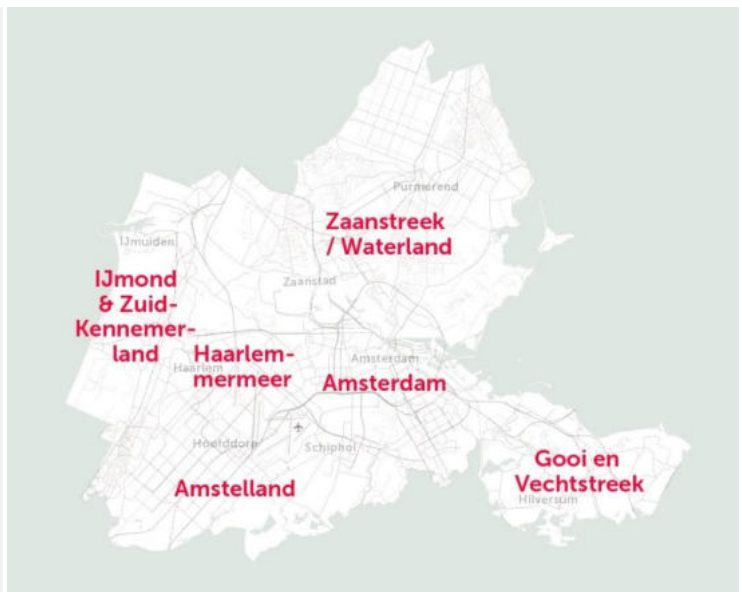 Purmerend
Zaanstreek
/ Waterland
IJmuiden
IJmond
& Zuid-
Kennemer-
land
Zaanstad
Haarlem-
mermeer
Haarlem
Amsterdam
Amsterdam
Hoofddorp
Schiphol
Amstelland
Gooi en
Vechtstreek
Hilversum